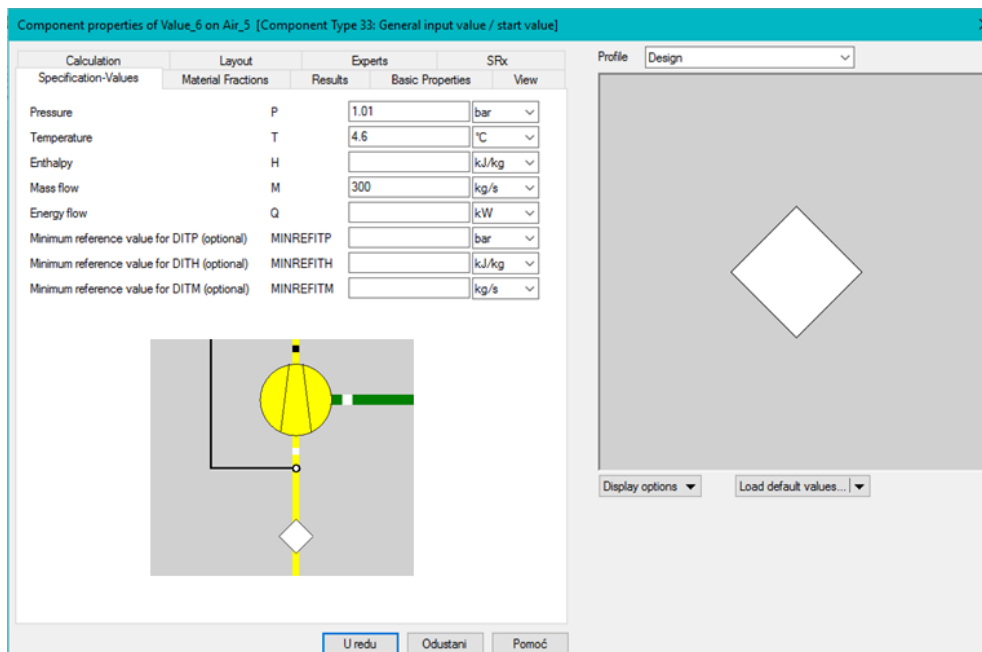 Component properties of Value_6 on Air_5 [Component Type 33: General input value / start value]
Calculation Layout Experts SRx
Specification-Values Material Fractions Results Basic Properties View
Profile Design
Pressure P 1.01 bar
Temperature T 4.6 °C
Enthalpy H kJ/kg
Mass flow M 300 kg/s
Energy flow Q kW
Minimum reference value for DITP (optional) MINREFITP bar
Minimum reference value for DITH (optional) MINREFITH kJ/kg
Minimum reference value for DITM (optional) MINREFITM kg/s
Display options Load default values...
U redu Odustani Pomoć